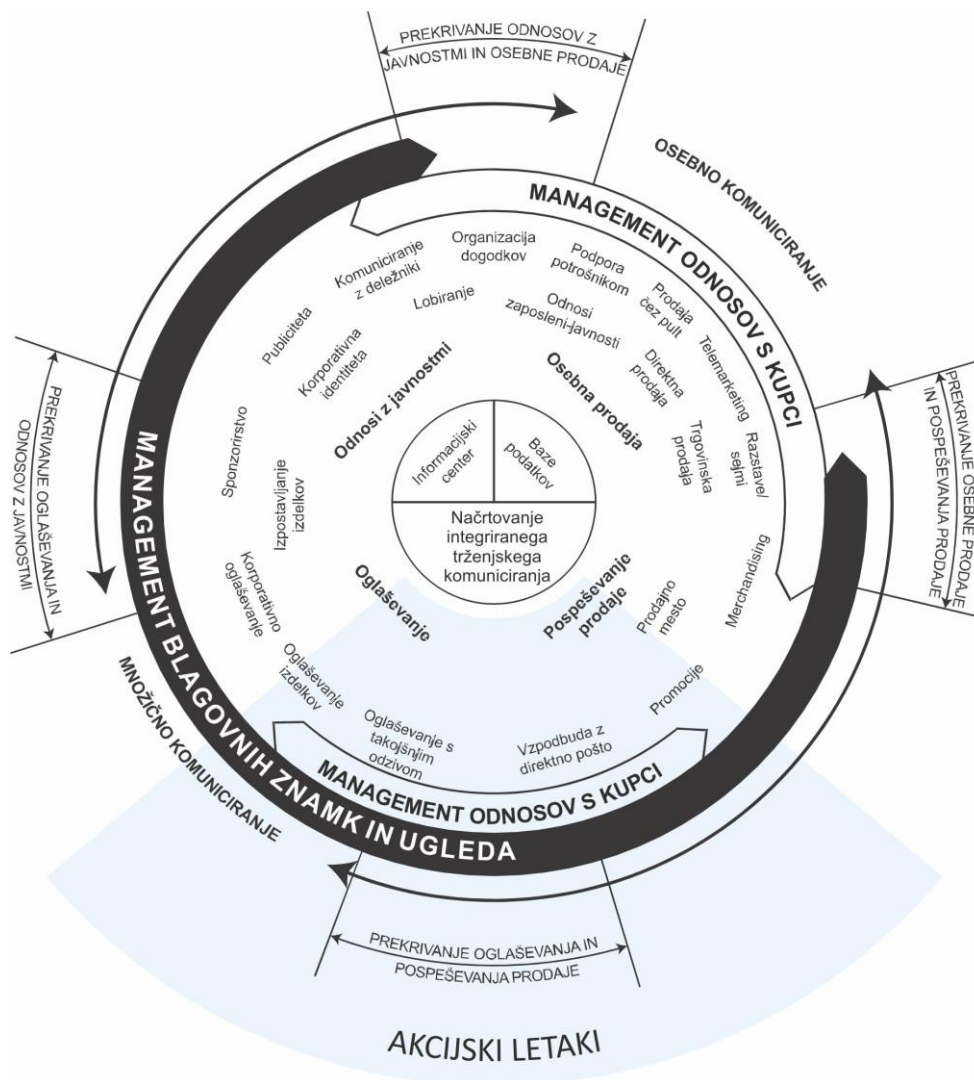 PREKRIVANJE ODNOSOV Z
JAVNOSTMI IN OSEBNE PRODAJE
OSEBNO KOMUNICIRANJE
MANAGEMENT ODNOSOV S KUPCI
Organizacija
dogodkov
Komuniciranje
z deležniki
Podpora
potrošnikom
Prodaja
čez pult
Lobiranje
Odnosi
zaposleni-javnosti
Publiciteta
Korporativna
identiteta
Direktna
prodaja
Telemarketing
Odnosi z javnostmi
Osebna prodaja
PREKRIVANJE OGLAŠEVANJA IN
ODNOSOV Z JAVNOSTMI
PREKRIVANJE OSEBNE PRODAJE
IN POSPEŠEVANJA PRODAJE
MANAGEMENT BLAGOVNIH ZNAMK IN UGLEDA
Sponzorirstvo
Izpostavljanje
izdelkov
Informacijski
center
Baze
podatkov
Trgovinska
prodaja
Razstave/
sejmi
Načrtovanje
integriranega
trženjskega
komuniciranja
Merchandising
Korporativno
oglaševanje
Oglaševanje
Pospeševanje
prodaje
Prodajno
mesto
Oglaševanje
izdelkov
Promocije
Oglaševanje s
takojšnjim
odzivom
Vzpodbuda z
direktno pošto
MNOŽIČNO KOMUNICIRANJE
MANAGEMENT ODNOSOV S KUPCI
PREKRIVANJE OGLAŠEVANJA IN
POSPEŠEVANJA PRODAJE
AKCIJSKI LETAKI